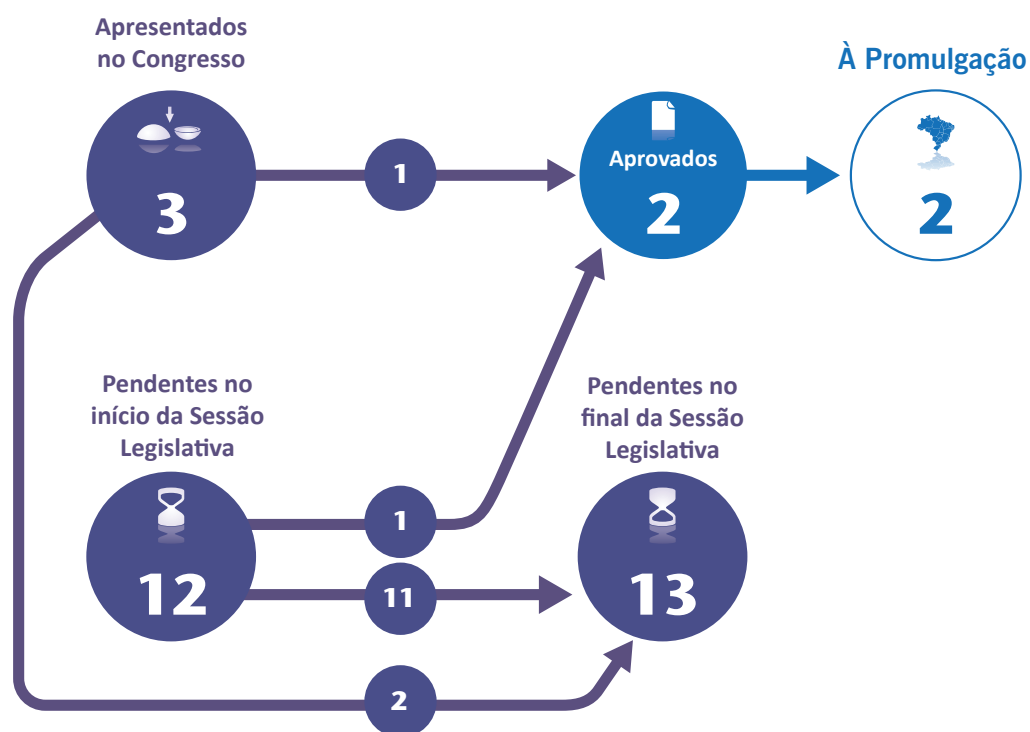 Apresentados
no Congresso
3
1
Aprovados
2
À Promulgação
2
Pendentes no
início da Sessão
Legislativa
12
1
11
2
Pendentes no
final da Sessão
Legislativa
13